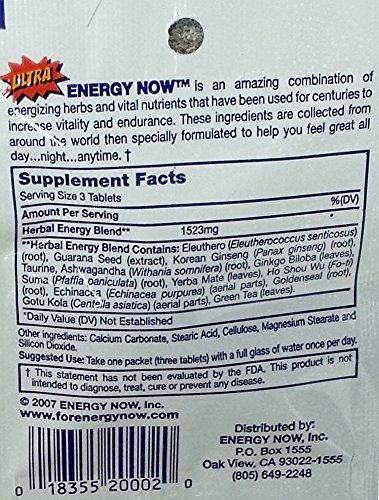 ULTRA
ENERGY NOW™ is an amazing combination of
energizing herbs and vital nutrients that have been used for centuries to
increase vitality and endurance. These ingredients are collected from
around the world then specially formulated to help you feel great all
day...night...anytime. †
Supplement Facts
Serving Size 3 Tablets
Amount Per Serving %(DV)
Herbal Energy Blend** 1523mg *
**Herbal Energy Blend Contains: Eleuthero (Eleutherococcus senticosus)
(root), Guarana Seed (extract), Korean Ginseng (Panax ginseng) (root),
Taurine, Ashwagandha (Withania somnifera) (root), Ginkgo Biloba (leaves),
Suma (Pfaffia paniculata) (root), Yerba Mate (leaves), Ho Shou Wu (Fo-ti)
(root), Echinacea (Echinacea purpurea) (aerial parts), Goldenseal (root),
Gotu Kola (Centella asiatica) (aerial parts), Green Tea (leaves).
*Daily Value (DV) Not Established
Other ingredients: Calcium Carbonate, Stearic Acid, Cellulose, Magnesium Stearate and
Silicon Dioxide.
Suggested Use: Take one packet (three tablets) with a full glass of water once per day.
† This statement has not been evaluated by the FDA. This product is not
intended to diagnose, treat, cure or prevent any disease.
© 2007 ENERGY NOW, Inc.
www.forenergynow.com
0 18355 20002 0
Distributed by:
ENERGY NOW, Inc.
P.O. Box 1555
Oak View, CA 93022-1555
(805) 649-2248